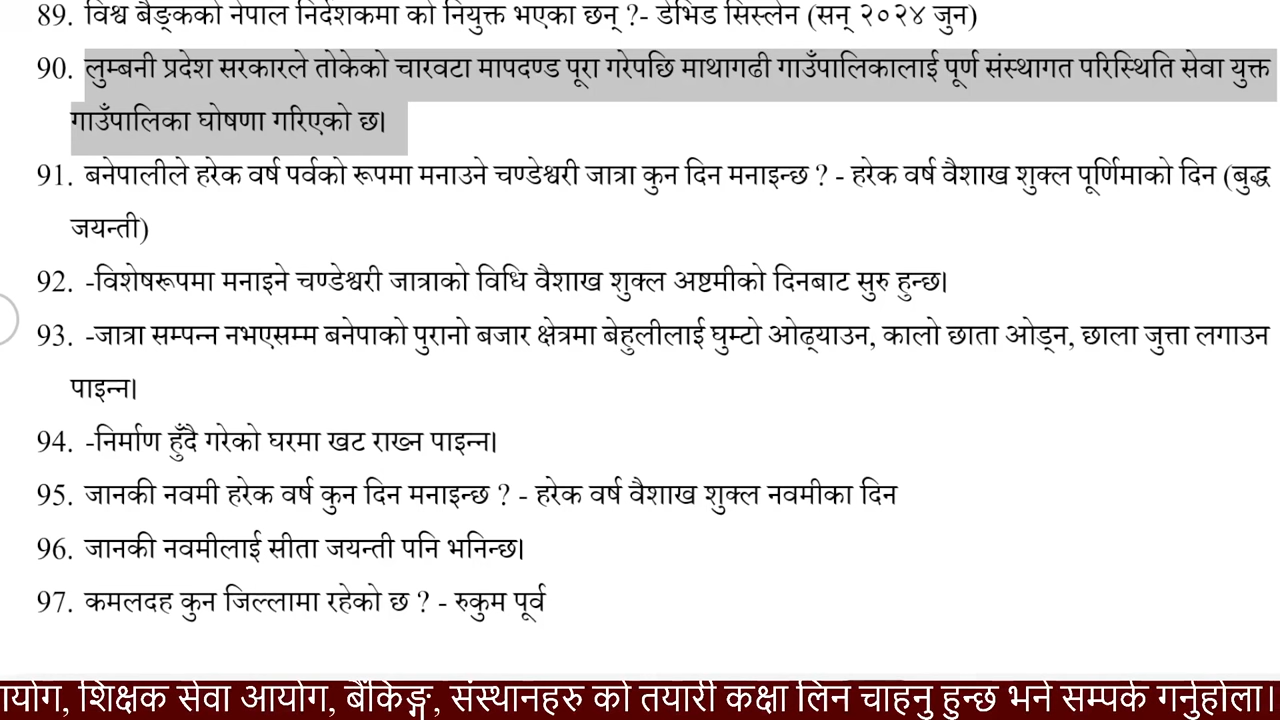 89. विश्व बैङ्कको नेपाल निर्देशकमा को नियुक्त भएका छन् ?- डेभिड सिस्लेन (सन् २०२४ जुन)
90. लुम्बनी प्रदेश सरकारले तोकेको चारवटा मापदण्ड पूरा गरेपछि माथागढी गाउँपालिकालाई पूर्ण संस्थागत परिस्थिति सेवा युक्त
गाउँपालिका घोषणा गरिएको छ।
91. बनेपालीले हरेक वर्ष पर्वको रूपमा मनाउने चण्डेश्वरी जात्रा कुन दिन मनाइन्छ ? - हरेक वर्ष वैशाख शुक्ल पूर्णिमाको दिन (बुद्ध
जयन्ती)
92. -विशेषरूपमा मनाइने चण्डेश्वरी जात्राको विधि वैशाख शुक्ल अष्टमीको दिनबाट सुरु हुन्छ।
93. -जात्रा सम्पन्न नभएसम्म बनेपाको पुरानो बजार क्षेत्रमा बेहुलीलाई घुम्टो ओढ्याउन, कालो छाता ओड्न, छाला जुत्ता लगाउन
पाइन्न।
94. -निर्माण हुँदै गरेको घरमा खट राख्न पाइन्न।
95. जानकी नवमी हरेक वर्ष कुन दिन मनाइन्छ ? - हरेक वर्ष वैशाख शुक्ल नवमीका दिन
96. जानकी नवमीलाई सीता जयन्ती पनि भनिन्छ।
97. कमलदह कुन जिल्लामा रहेको छ ? - रुकुम पूर्व
ायोग, शिक्षक सेवा आयोग, बैंकिङ्ग, संस्थानहरु को तयारी कक्षा लिन चाहनु हुन्छ भने सम्पर्क गर्नुहोला।